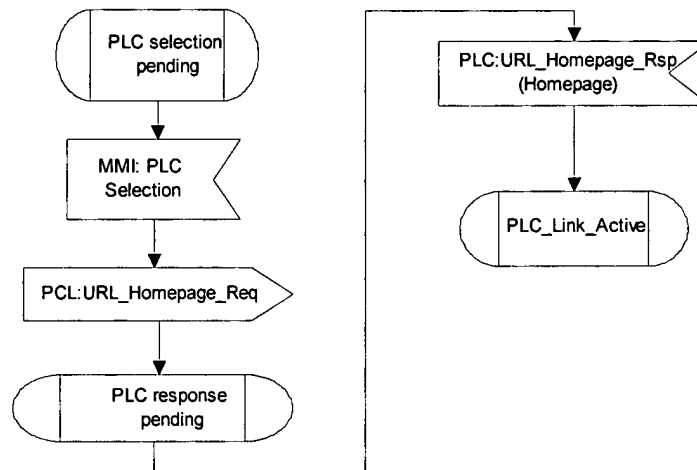 PLC selection
pending
MMI: PLC
Selection
PCL:URL_Homepage_Req
PLC response
pending
PLC:URL_Homepage_Rsp
(Homepage)
PLC_Link_Active